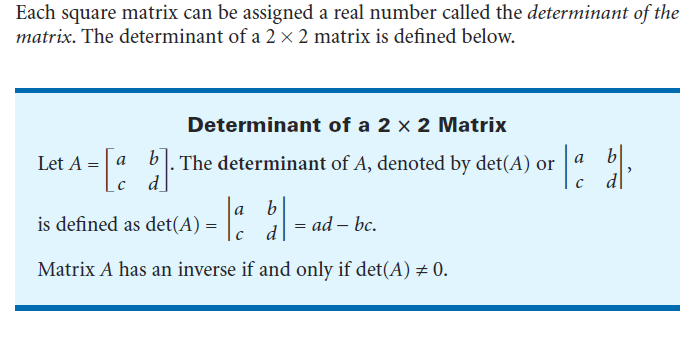 Each square matrix can be assigned a real number called the determinant of the
matrix. The determinant of a 2 × 2 matrix is defined below.
Determinant of a 2 × 2 Matrix
Let A = [a b; c d]. The determinant of A, denoted by det(A) or |a b; c d|,
is defined as det(A) = |a b; c d| = ad – bc.
Matrix A has an inverse if and only if det(A) ≠ 0.